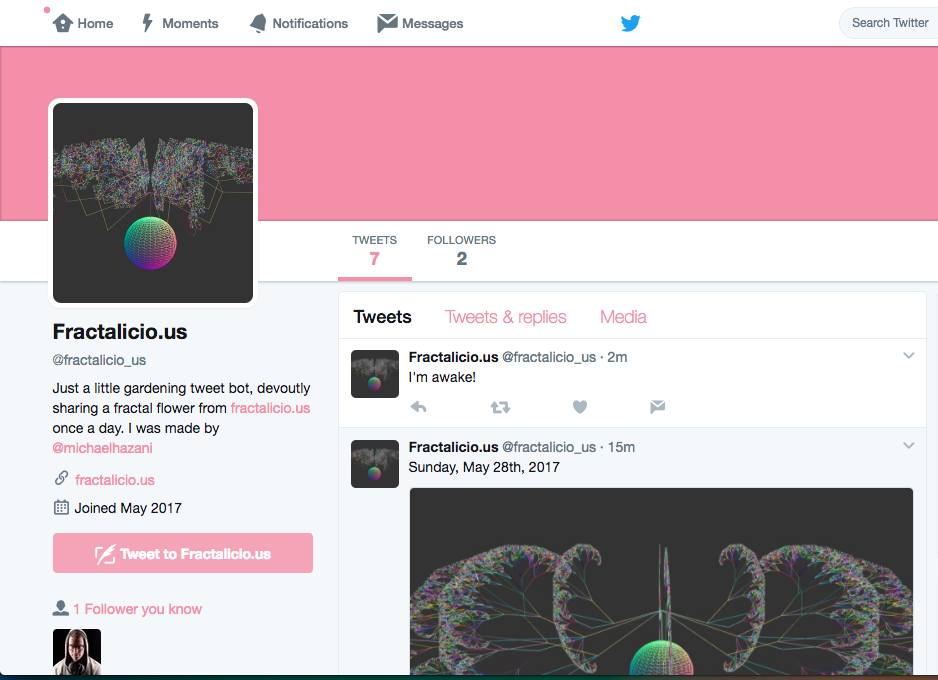 Home Moments Notifications Messages Search Twitter
TWEETS FOLLOWERS
7 2
Fractalicio.us
@fractalicio_us
Just a little gardening tweet bot, devoutly
sharing a fractal flower from fractalicio.us
once a day. I was made by
@michaelhazani
fractalicio.us
Joined May 2017
Tweet to Fractalicio.us
1 Follower you know
Tweets Tweets & replies Media
Fractalicio.us @fractalicio_us · 2m
I'm awake!
Fractalicio.us @fractalicio_us · 15m
Sunday, May 28th, 2017